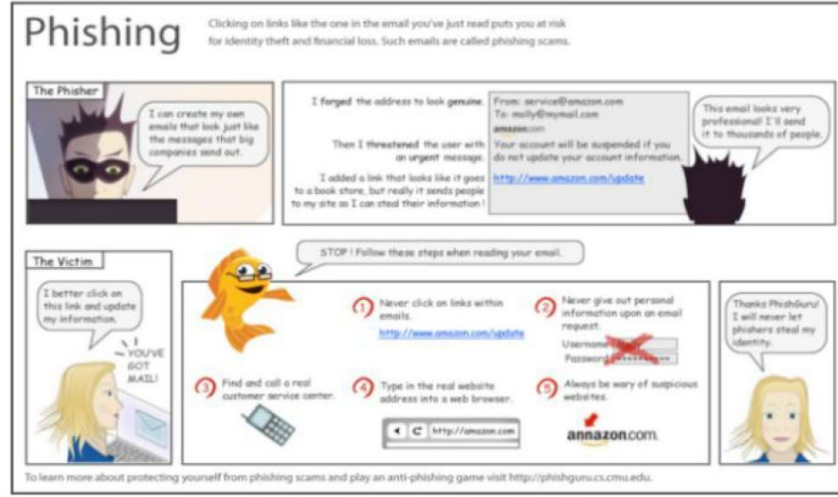 Phishing
Clicking on links like the one in the email you've just read puts you at risk
for identity theft and financial loss. Such emails are called phishing scams.
The Phisher
I can create my own
emails that look just like
the messages that big
companies send out.
I forged the address to look genuine.
Then I threatened the user with
an urgent message.
I added a link that looks like it goes
to a book store, but really it sends people
to my site so I can steal their information !
From: service@amazon.com
To: molly@mymail.com
amazon.com
Your account will be suspended if you
do not update your account information.
http://www.amazon.com/update
This email looks very
professional! I'll send
it to thousands of people.
The Victim
I better click on
this link and update
my information.
YOU'VE
GOT
MAIL!
STOP ! Follow these steps when reading your email.
1 Never click on links within
emails.
http://www.amazon.com/update
2 Never give out personal
information upon an email
request.
Username
Password **********
3 Find and call a real
customer service center.
4 Type in the real website
address into a web browser.
http://amazon.com
5 Always be wary of suspicious
websites.
annazon.com.
Thanks PhishGuru!
I will never let
phishers steal my
identity.
To learn more about protecting yourself from phishing scams and play an anti-phishing game visit http://phishguru.cs.cmu.edu.